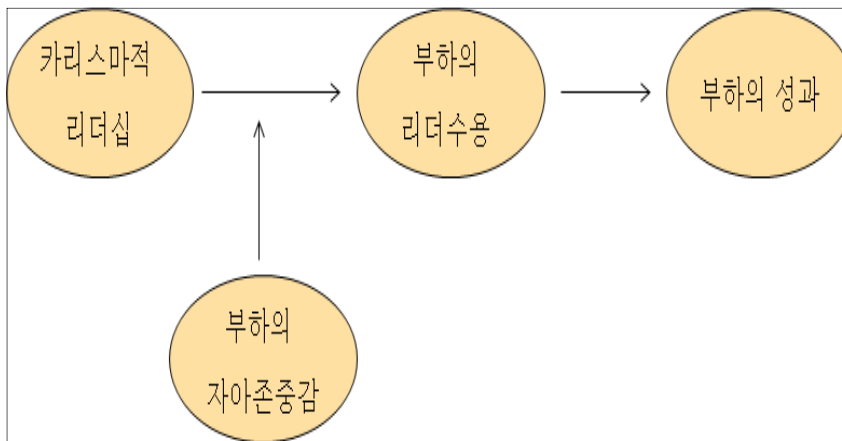 카리스마적
리더십
부하의
리더수용
부하의 성과
부하의
자아존중감